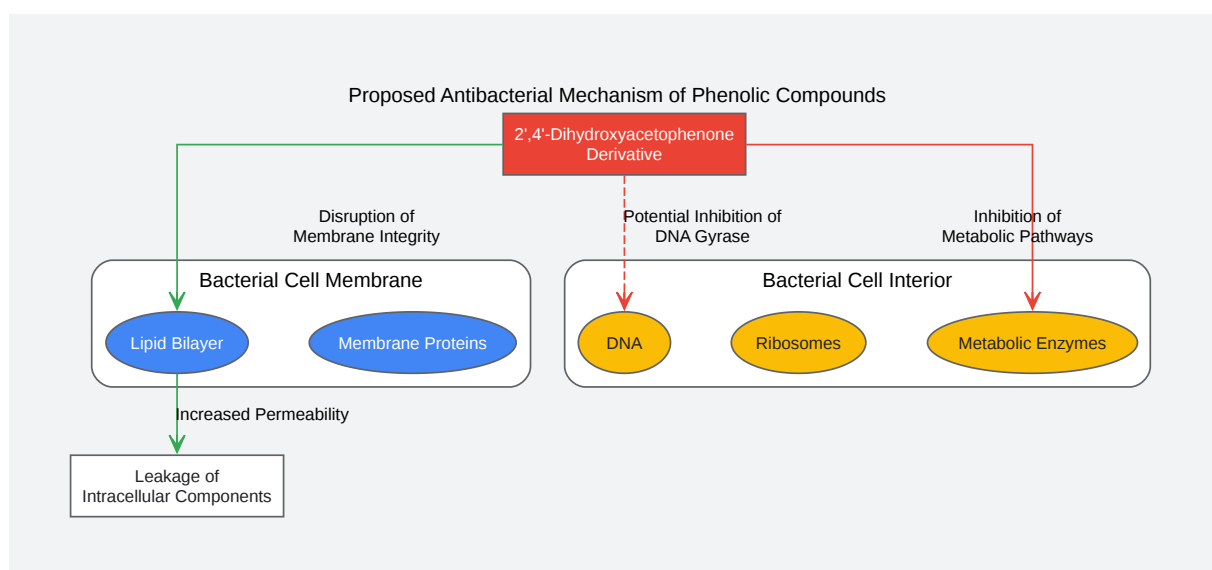 Proposed Antibacterial Mechanism of Phenolic Compounds
2',4'-Dihydroxyacetophenone
Derivative
Disruption of
Membrane Integrity
Potential Inhibition of
DNA Gyrase
Inhibition of
Metabolic Pathways
Bacterial Cell Membrane
Bacterial Cell Interior
Lipid Bilayer
Membrane Proteins
DNA
Ribosomes
Metabolic Enzymes
Increased Permeability
Leakage of
Intracellular Components